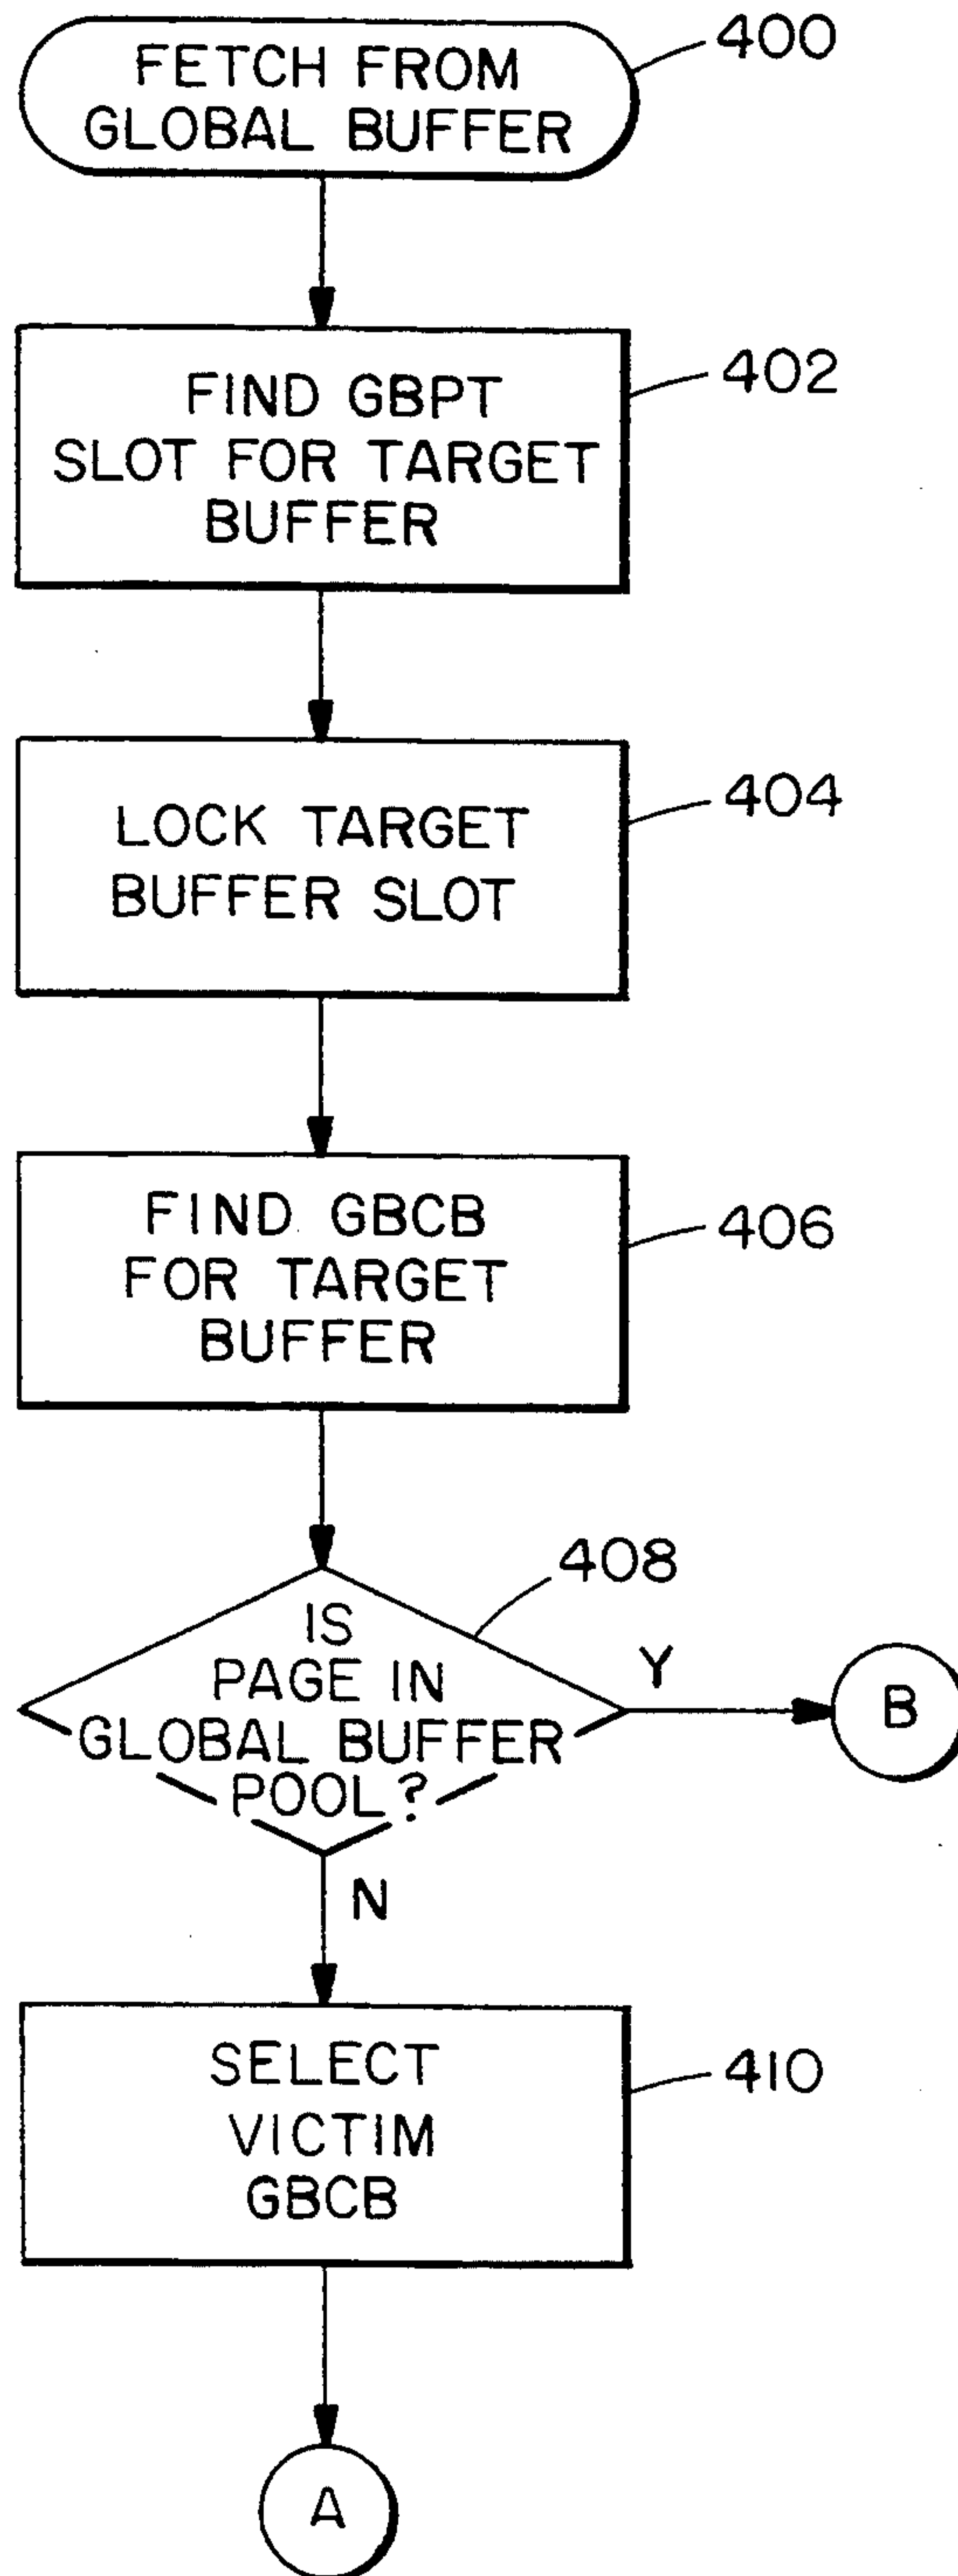 FETCH FROM
GLOBAL BUFFER
400
FIND GBPT
SLOT FOR TARGET
BUFFER
402
LOCK TARGET
BUFFER SLOT
404
FIND GBCB
FOR TARGET
BUFFER
406
IS
PAGE IN
GLOBAL BUFFER
POOL?
408
Y
B
N
SELECT
VICTIM
GBCB
410
A